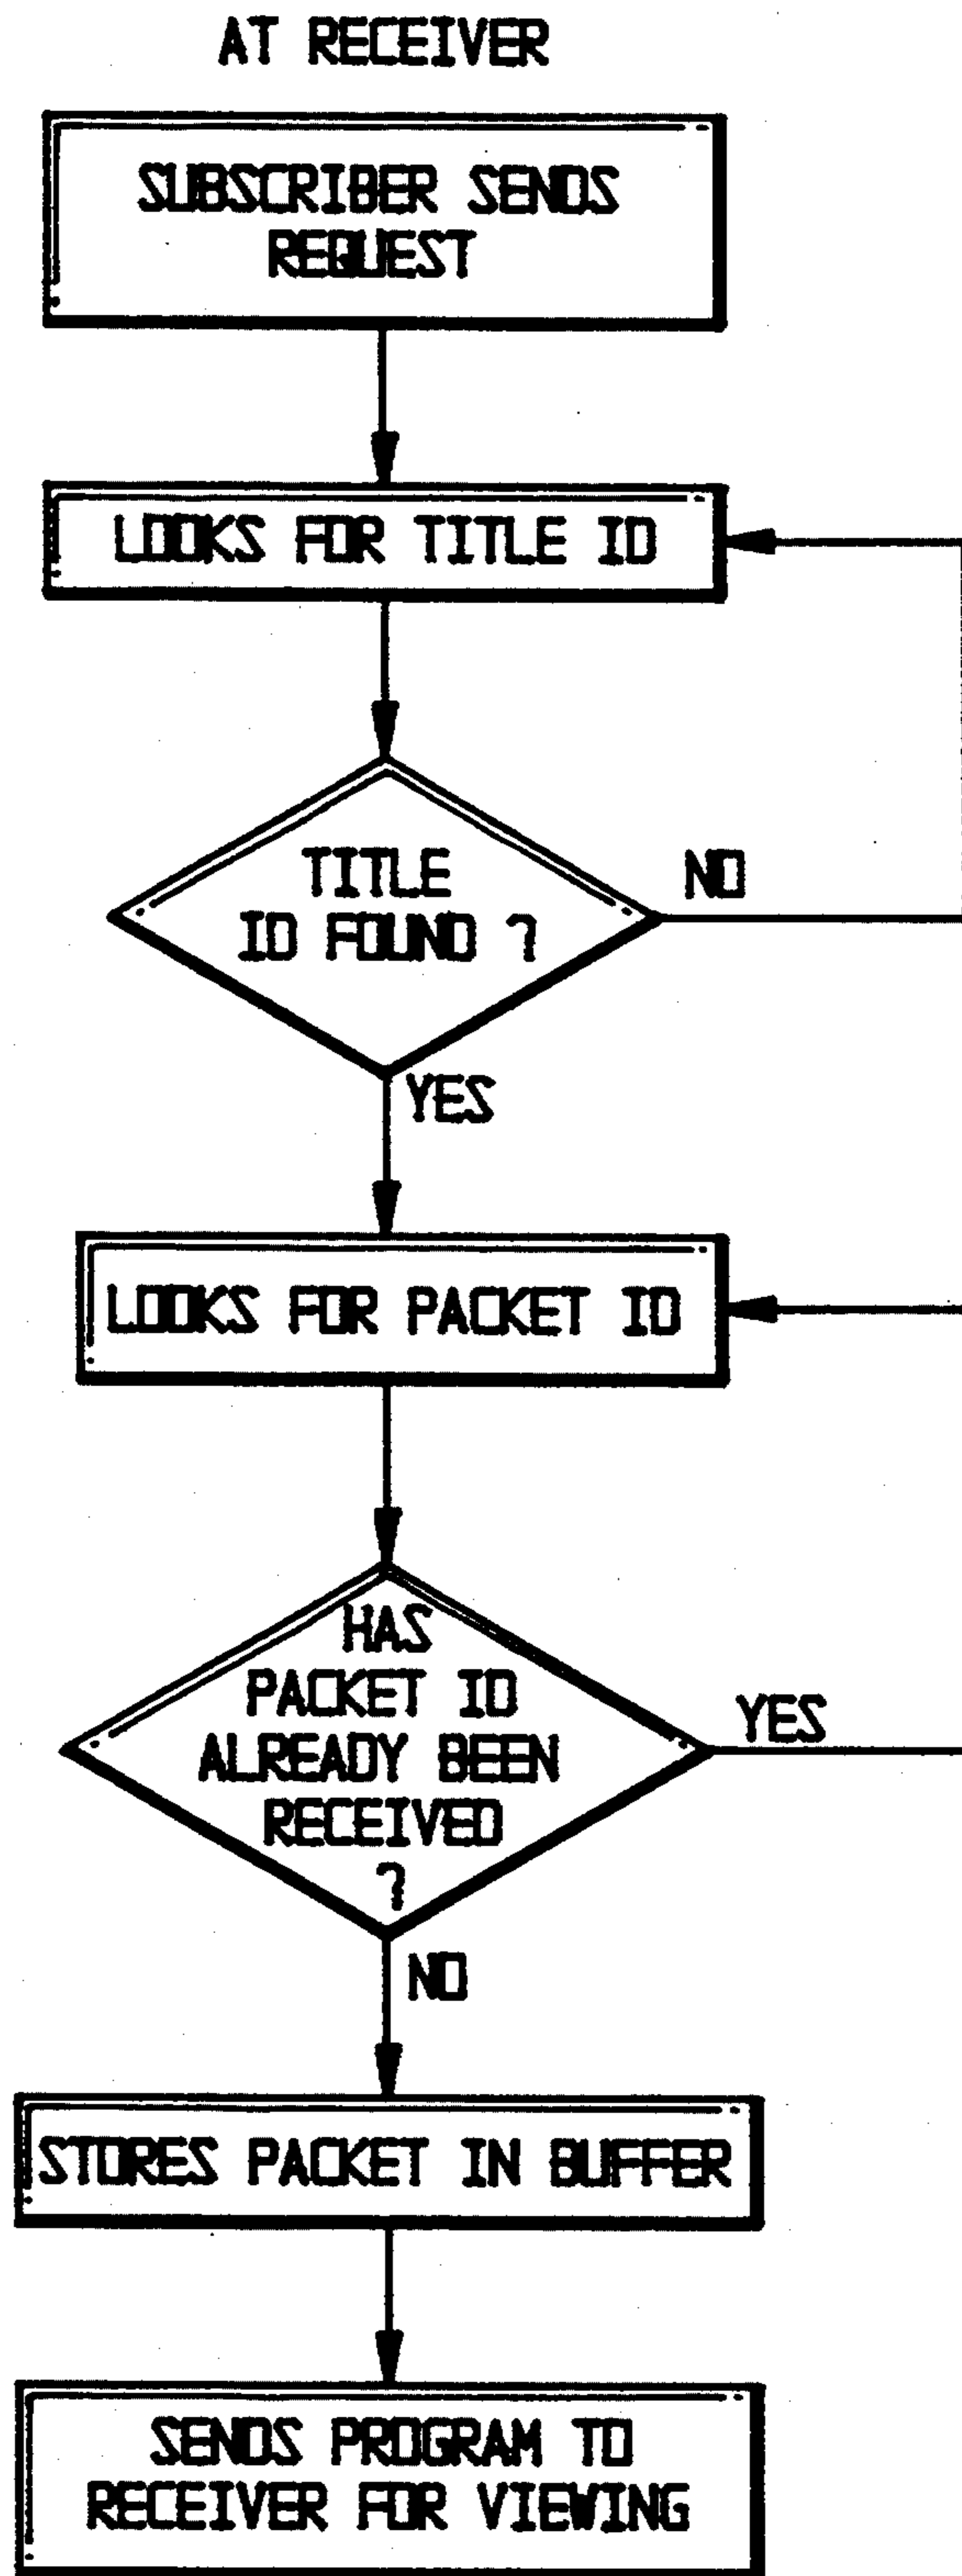 AT RECEIVER
SUBSCRIBER SENDS
REQUEST
LOOKS FOR TITLE ID
TITLE
ID FOUND ?
NO
YES
LOOKS FOR PACKET ID
HAS
PACKET ID
ALREADY BEEN
RECEIVED
?
YES
NO
STORES PACKET IN BUFFER
SENDS PROGRAM TO
RECEIVER FOR VIEWING